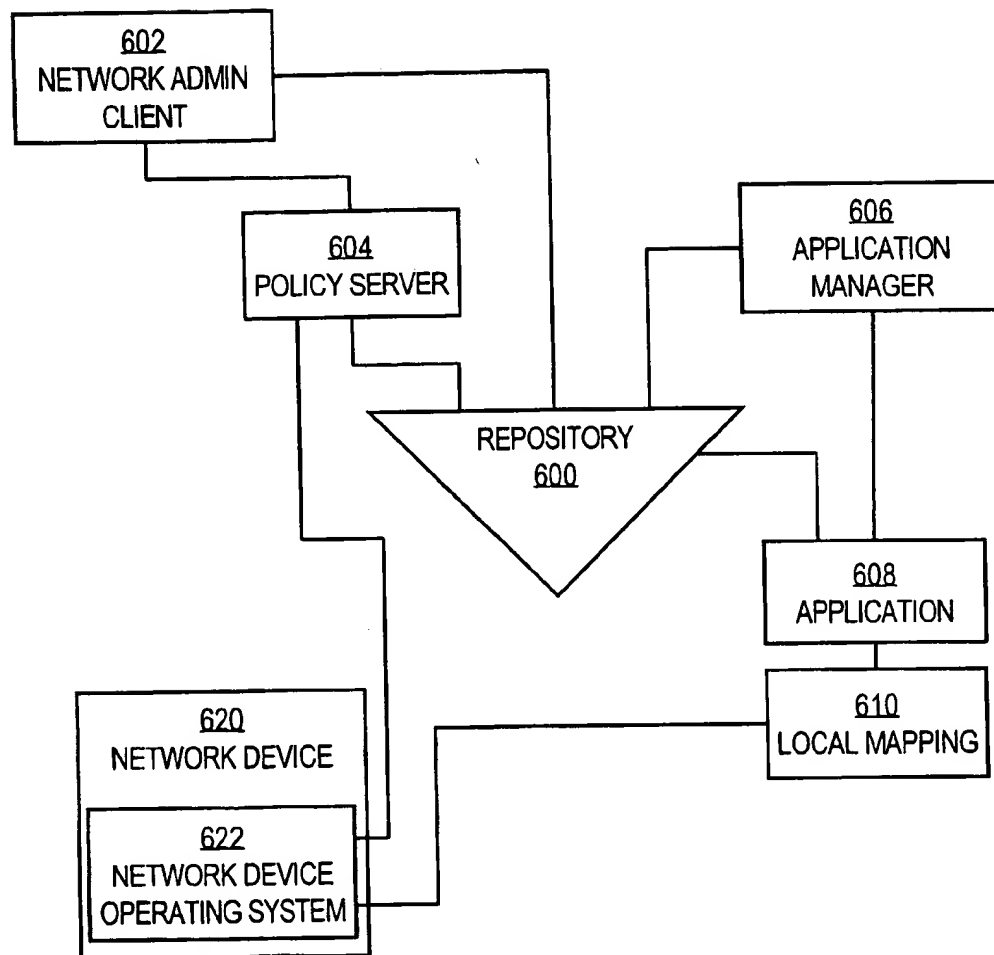 602
NETWORK ADMIN
CLIENT
604
POLICY SERVER
606
APPLICATION
MANAGER
REPOSITORY
600
608
APPLICATION
610
LOCAL MAPPING
620
NETWORK DEVICE
622
NETWORK DEVICE
OPERATING SYSTEM